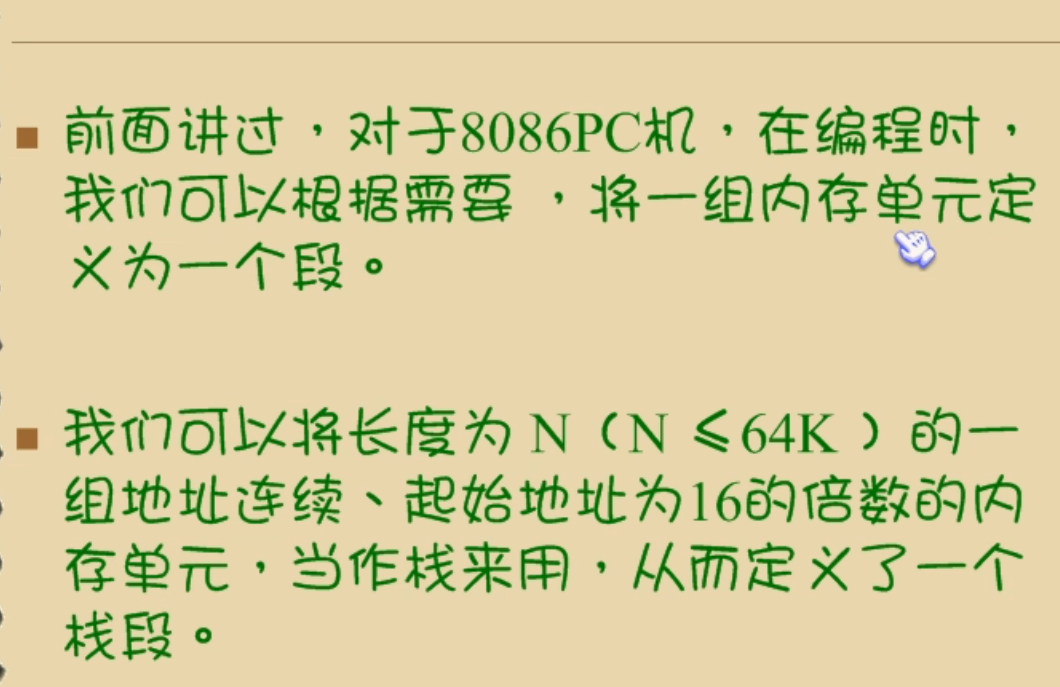 前面讲过，对于8086PC机，在编程时，
我们可以根据需要 ，将一组内存单元定
义为一个段。
我们可以将长度为 N（N ≤64K ）的一
组地址连续、起始地址为16的倍数的内
存单元，当作栈来用，从而定义了一个
栈段。